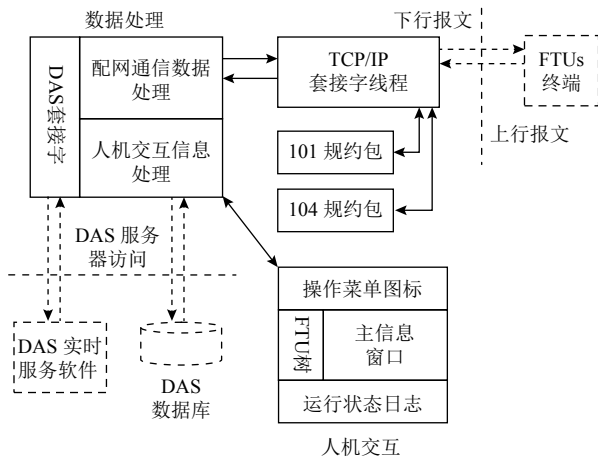 数据处理
DAS套接字
配网通信数据
处理
人机交互信息
处理
TCP/IP
套接字线程
下行报文
FTUs
终端
上行报文
101 规约包
104 规约包
DAS 服务
器访问
DAS 实时
服务软件
DAS
数据库
操作菜单图标
FTU树
主信息
窗口
运行状态日志
人机交互